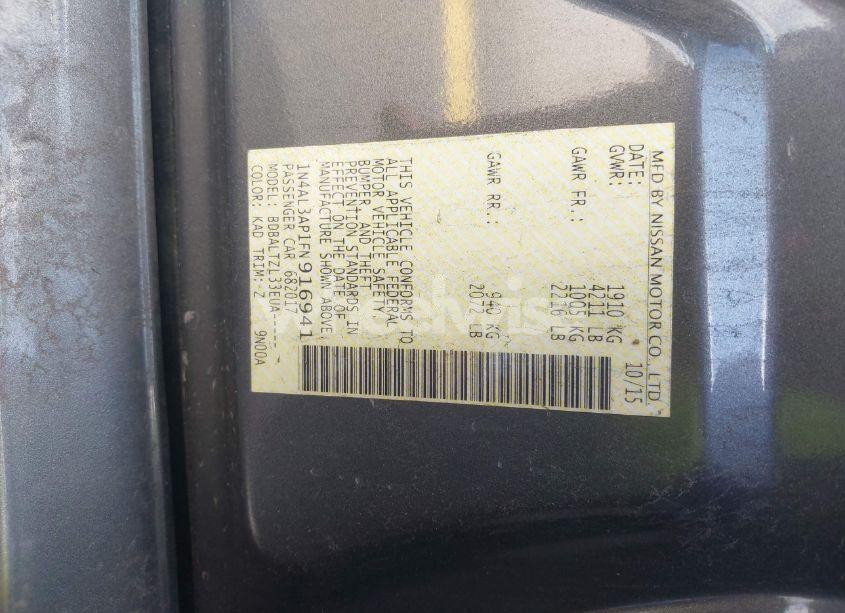 MFD BY NISSAN MOTOR CO., LTD.
DATE: 10/15
GVWR: 1910 KG
4211 LB
GAWR FR.: 1005 KG
2216 LB
GAWR RR.: 940 KG
2072 LB
THIS VEHICLE CONFORMS TO
ALL APPLICABLE FEDERAL
MOTOR VEHICLE SAFETY,
BUMPER AND THEFT
PREVENTION STANDARDS IN
EFFECT ON THE DATE OF
MANUFACTURE SHOWN ABOVE
1N4AL3AP1FN916941
PASSENGER CAR 68201
MODEL: BDBALTZL33EUA-----
COLOR: KAD TRIM: Z 9N00A